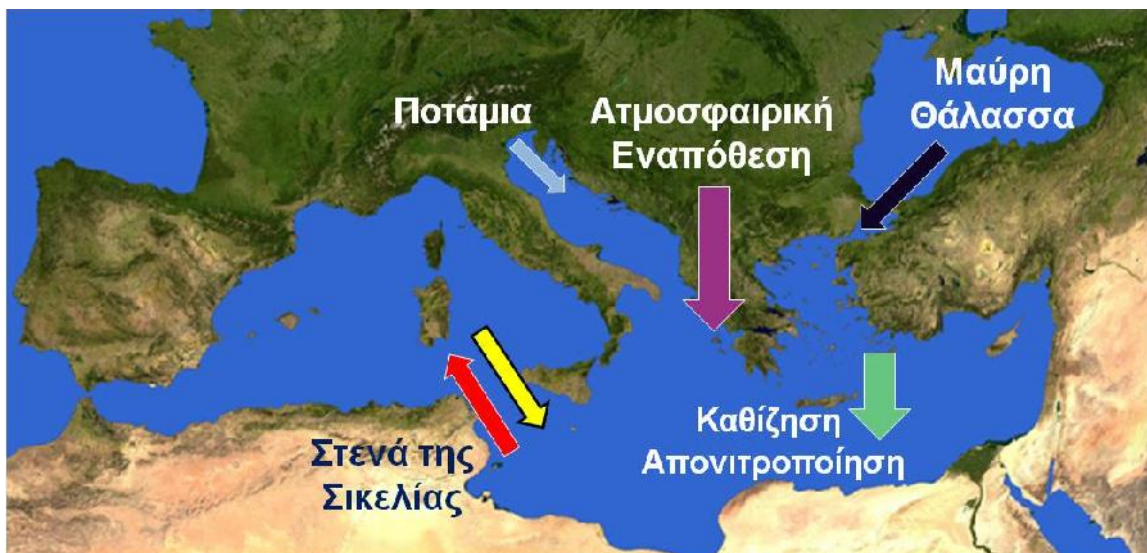 Ποτάμια
Ατμοσφαιρική
Εναπόθεση
Μαύρη
Θάλασσα
Στενά της
Σικελίας
Καθίζηση
Απονιτροποίηση